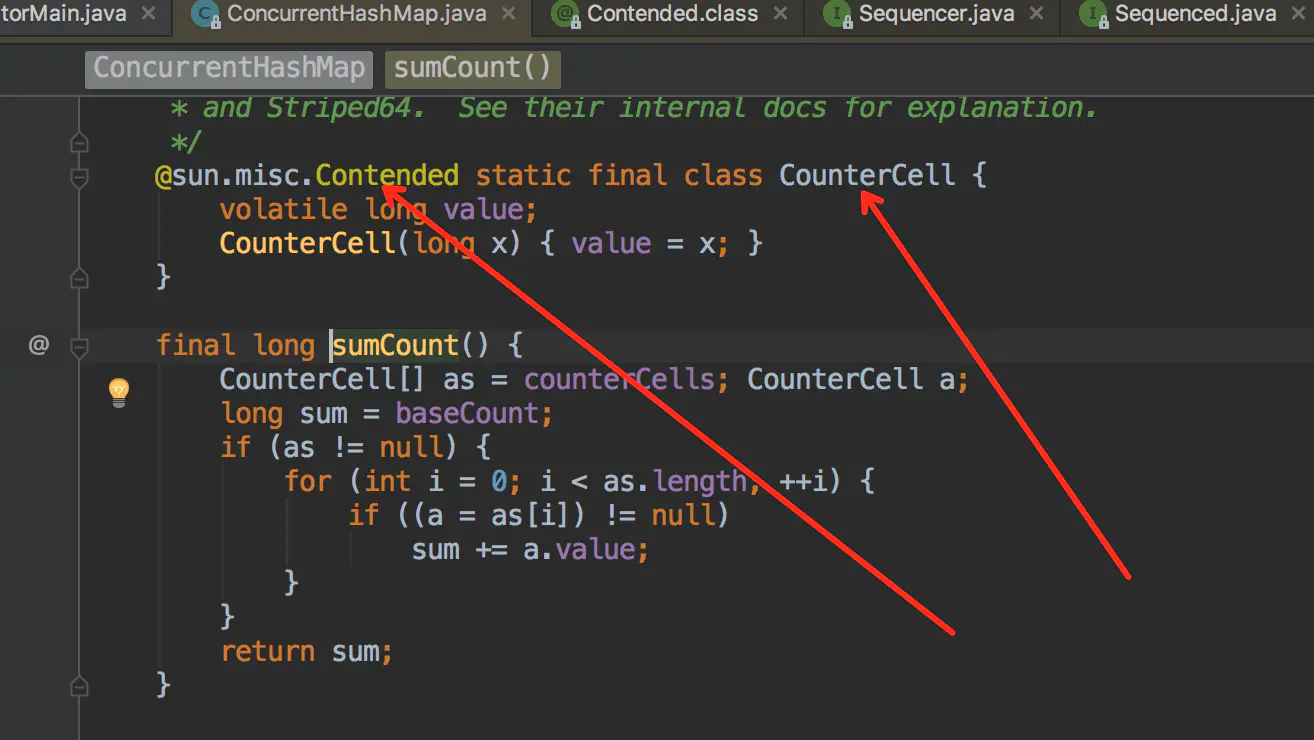 torMain.java × ConcurrentHashMap.java × Contended.class × Sequencer.java × Sequenced.java ×
ConcurrentHashMap sumCount()
* and Striped64.  See their internal docs for explanation.
*/
@sun.misc.Contended static final class CounterCell {
volatile long value;
CounterCell(long x) { value = x; }
}
final long sumCount() {
CounterCell[] as = counterCells; CounterCell a;
long sum = baseCount;
if (as != null) {
for (int i = 0; i < as.length; ++i) {
if ((a = as[i]) != null)
sum += a.value;
}
}
return sum;
}